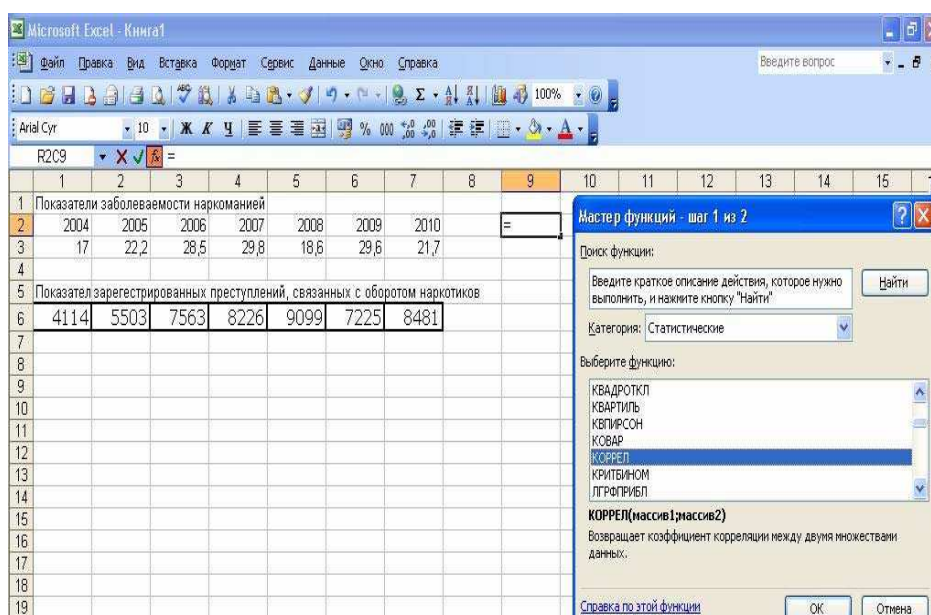 Microsoft Excel - Книга1
Файл Правка Вид Вставка Формат Сервис Данные Окно Справка
Введите вопрос
100%
Arial Cyr 10 Ж К Ч % 000
R2C9 =
1 2 3 4 5 6 7 8 9 10 11 12 13 14 15
1 Показатели заболеваемости наркоманией
2 2004 2005 2006 2007 2008 2009 2010 =
3 17 22,2 28,5 29,8 18,6 29,6 21,7
4
5 Показател зарегестрированных преступлений, связанных с оборотом наркотиков
6 4114 5503 7563 8226 9099 7225 8481
7
8
9
10
11
12
13
14
15
16
17
18
19
Мастер функций - шаг 1 из 2
Поиск функции:
Введите краткое описание действия, которое нужно
выполнить, и нажмите кнопку "Найти"
Найти
Категория: Статистические
Выберите функцию:
КВАДРОТКЛ
КВАРТИЛЬ
КВПИРСОН
КОВАР
КОРРЕЛ
КРИТБИНОМ
ЛГРФПРИБЛ
КОРРЕЛ(массив1;массив2)
Возвращает коэффициент корреляции между двумя множествами
данных.
Справка по этой функции
ОК Отмена